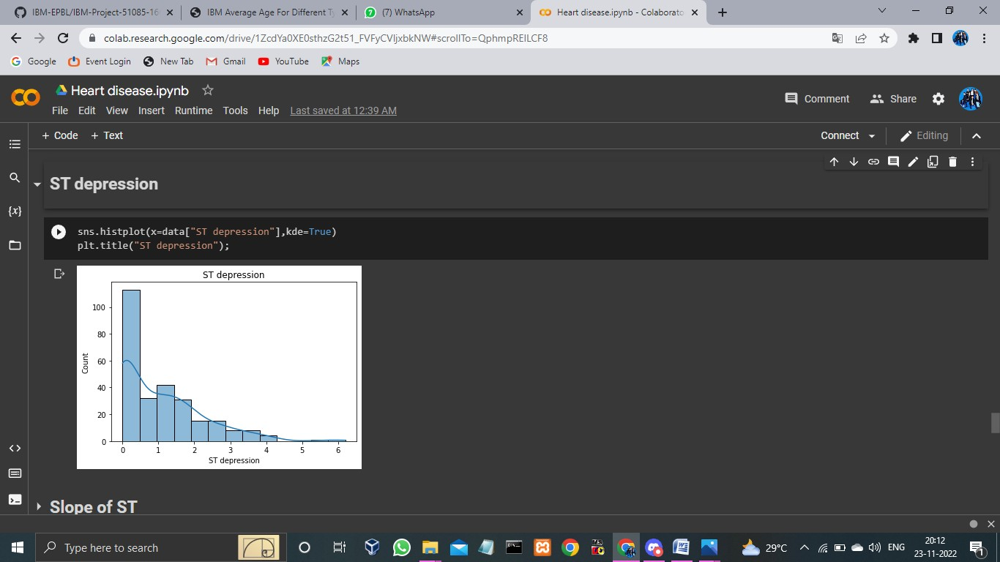 IBM-EPBL/IBM-Project-51085-16
IBM Average Age For Different Ty
(7) WhatsApp
Heart disease.ipynb - Colaborato
colab.research.google.com/drive/1ZcdYa0XE0sthzG2t51_FVFyCVIjxbkNW#scrollTo=QphmpREILCF8
Google
Event Login
New Tab
Gmail
YouTube
Maps
Heart disease.ipynb
Comment
Share
File Edit View Insert Runtime Tools Help Last saved at 12:39 AM
+ Code + Text
Connect
Editing
ST depression
{x}
sns.histplot(x=data["ST depression"],kde=True)
plt.title("ST depression");
ST depression
100
80
60
40
20
0
Count
0 1 2 3 4 5 6
ST depression
Slope of ST
Type here to search
29°C
ENG
20:12
23-11-2022
1